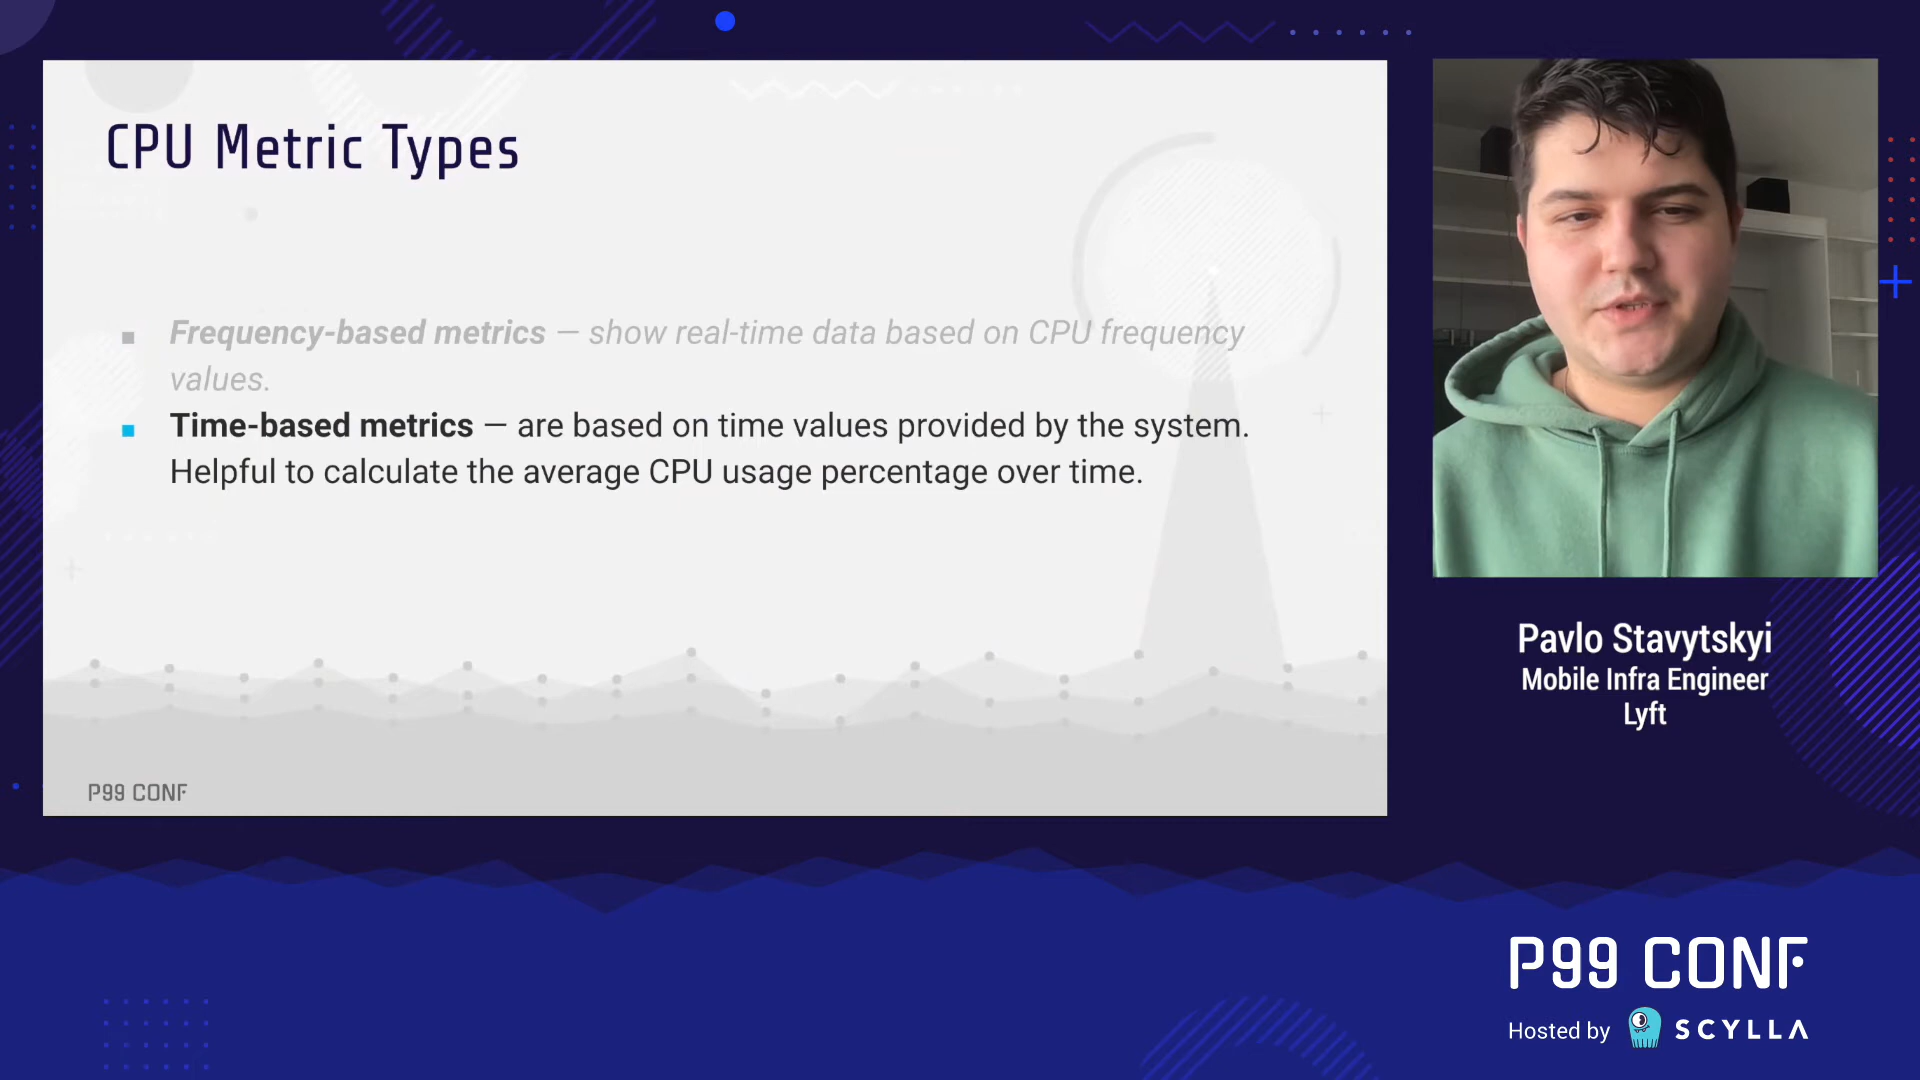 CPU Metric Types
▪ Frequency-based metrics — show real-time data based on CPU frequency
values.
▪ Time-based metrics — are based on time values provided by the system.
Helpful to calculate the average CPU usage percentage over time.
P99 CONF
Pavlo Stavytskyi
Mobile Infra Engineer
Lyft
P99 CONF
Hosted by SCYLLA